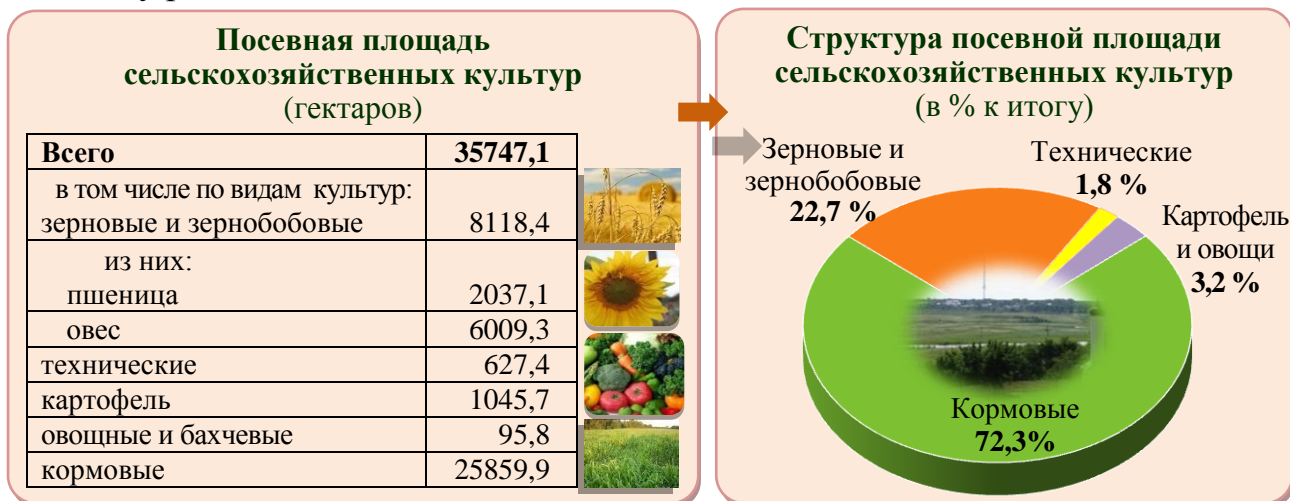 Посевная площадь
сельскохозяйственных культур
(гектаров)
Всего 35747,1
в том числе по видам культур:
зерновые и зернобобовые 8118,4
из них:
пшеница 2037,1
овес 6009,3
технические 627,4
картофель 1045,7
овощные и бахчевые 95,8
кормовые 25859,9
Структура посевной площади
сельскохозяйственных культур
(в % к итогу)
Зерновые и
зернобобовые
22,7 %
Технические
1,8 %
Картофель
и овощи
3,2 %
Кормовые
72,3%